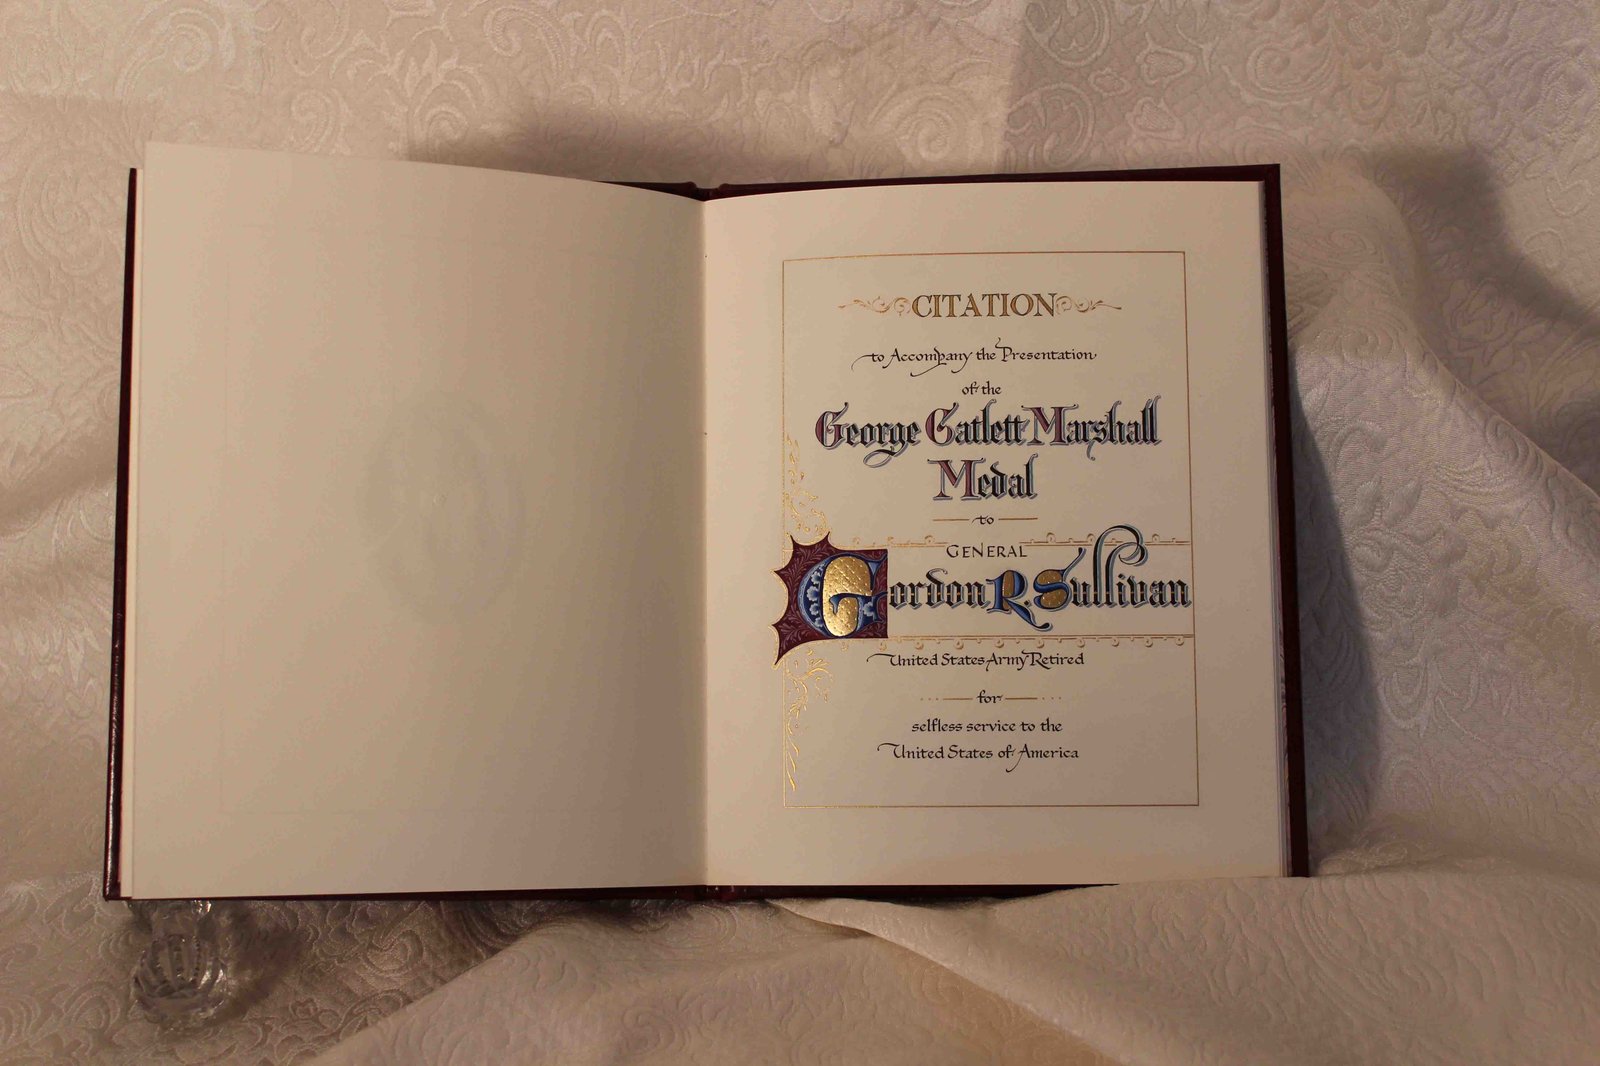 CITATION
to Accompany the Presentation
of the
George Catlett Marshall
Medal
to
GENERAL
Gordon R. Sullivan
United States Army Retired
for
selfless service to the
United States of America